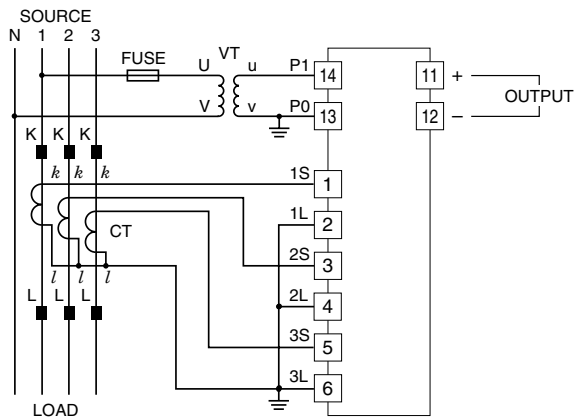 SOURCE
N 1 2 3
FUSE
VT
U u P1 14 11 +
OUTPUT
V v P0 13 12 −
K K K
k k k
1S 1
1L 2
CT
2S 3
l l l
2L 4
L L L
3S 5
3L 6
LOAD